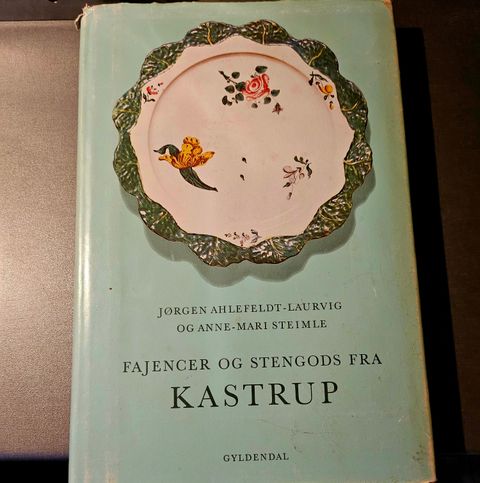 JØRGEN AHLEFELDT-LAURVIG
OG ANNE-MARI STEIMLE
FAJENCER OG STENGODS FRA
KASTRUP
GYLDENDAL